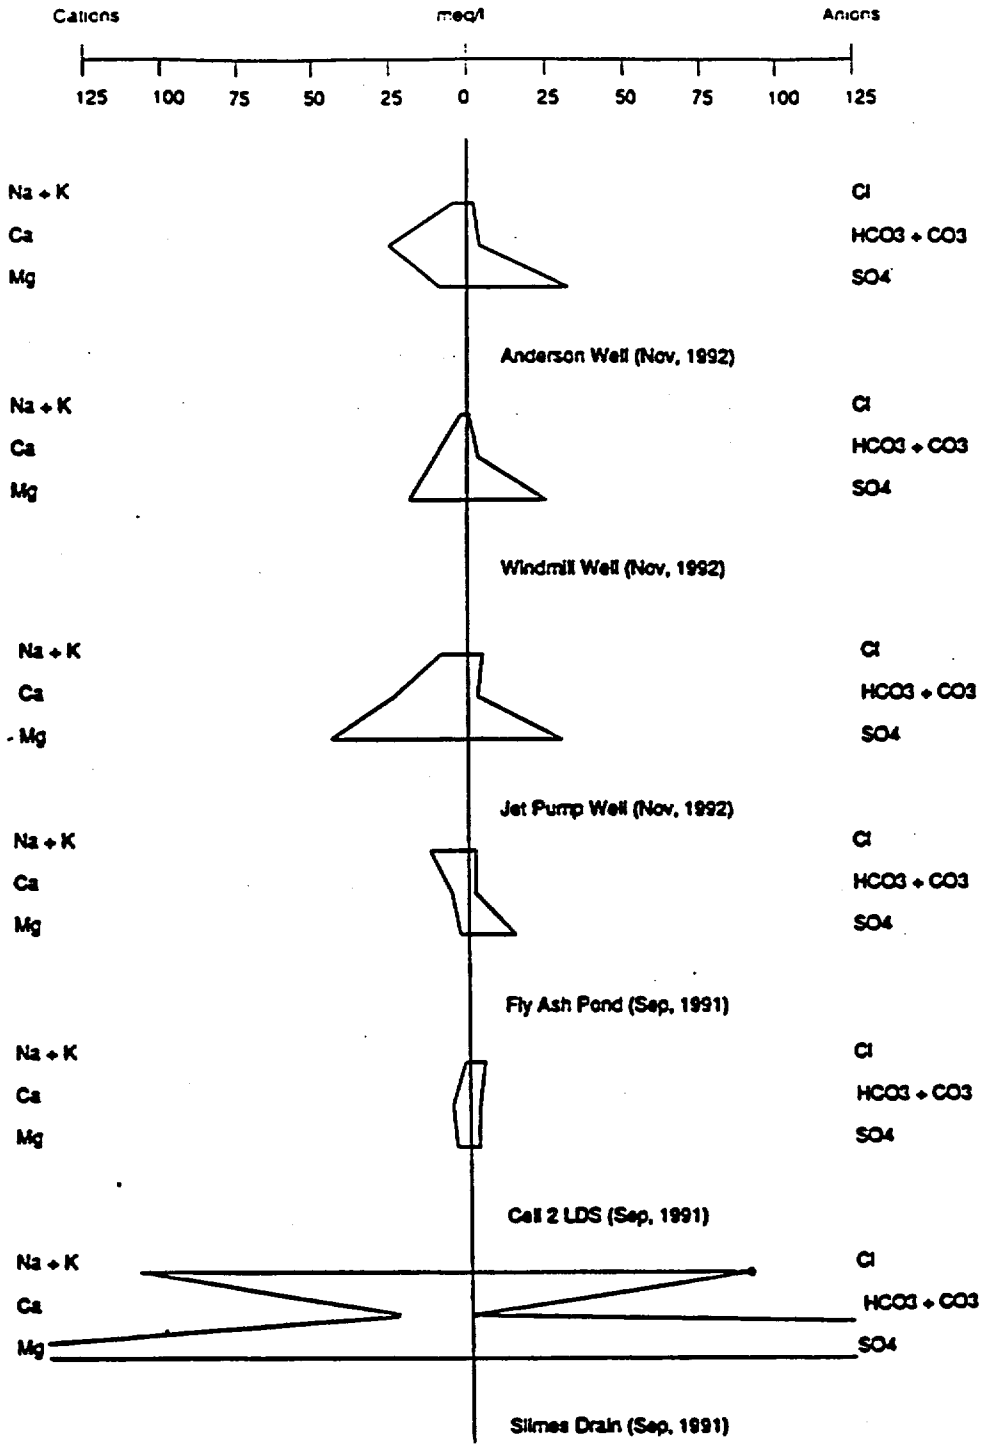 Cations meq/l Anions
125 100 75 50 25 0 25 50 75 100 125
Na + K Cl
Ca HCO3 + CO3
Mg SO4
Anderson Well (Nov, 1992)
Na + K Cl
Ca HCO3 + CO3
Mg SO4
Windmill Well (Nov, 1992)
Na + K Cl
Ca HCO3 + CO3
Mg SO4
Jet Pump Well (Nov, 1992)
Na + K Cl
Ca HCO3 + CO3
Mg SO4
Fly Ash Pond (Sep, 1991)
Na + K Cl
Ca HCO3 + CO3
Mg SO4
Cell 2 LDS (Sep, 1991)
Na + K Cl
Ca HCO3 + CO3
Mg SO4
Slimes Drain (Sep, 1991)